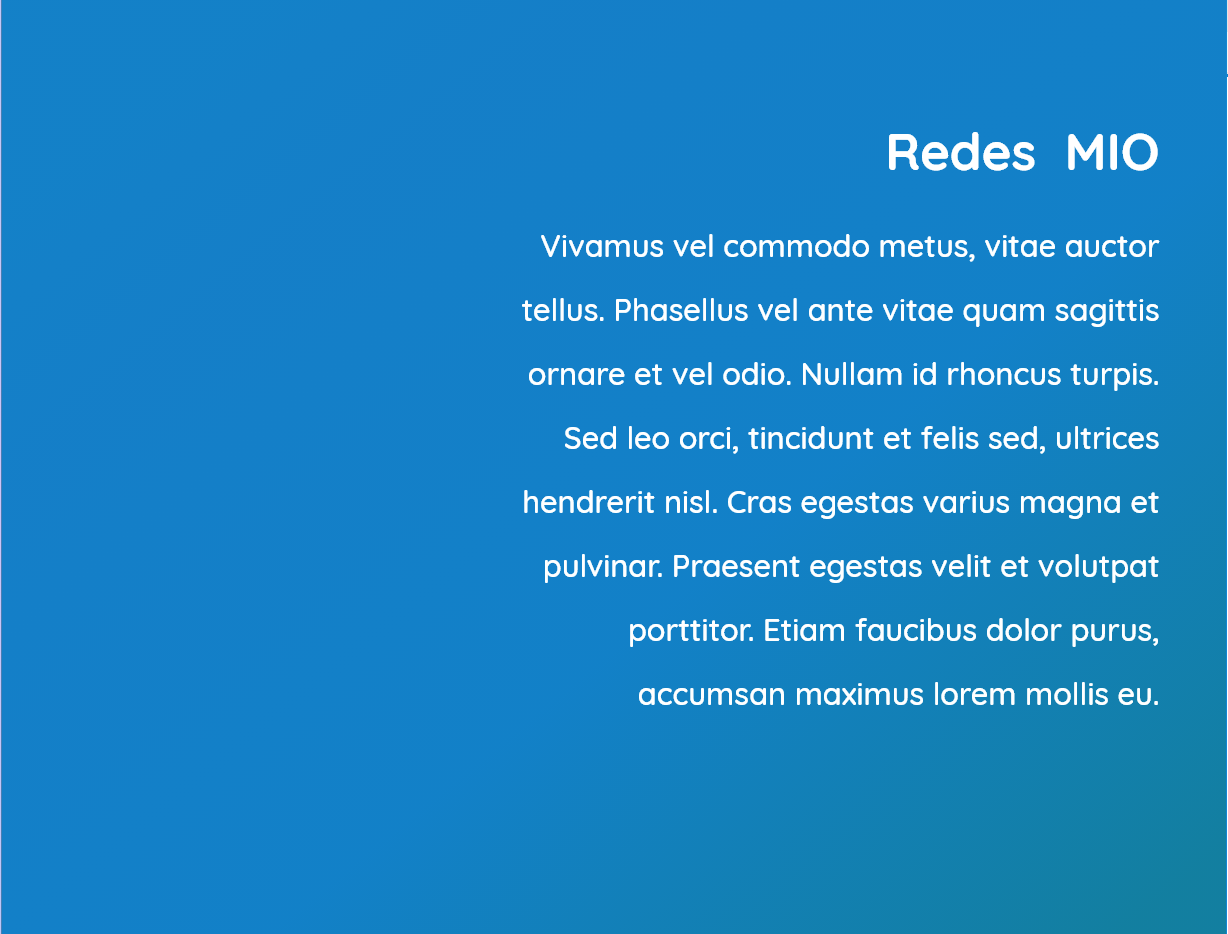 Redes  MIO
Vivamus vel commodo metus, vitae auctor
tellus. Phasellus vel ante vitae quam sagittis
ornare et vel odio. Nullam id rhoncus turpis.
Sed leo orci, tincidunt et felis sed, ultrices
hendrerit nisl. Cras egestas varius magna et
pulvinar. Praesent egestas velit et volutpat
porttitor. Etiam faucibus dolor purus,
accumsan maximus lorem mollis eu.